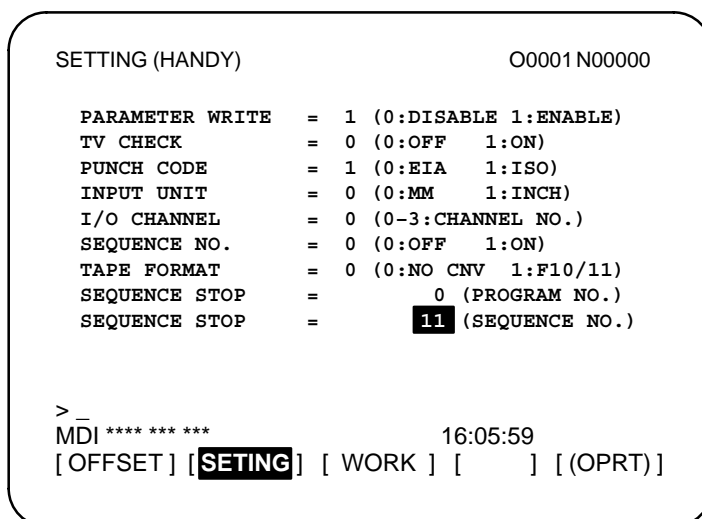 SETTING (HANDY) O0001 N00000
PARAMETER WRITE = 1 (0:DISABLE 1:ENABLE)
TV CHECK = 0 (0:OFF 1:ON)
PUNCH CODE = 1 (0:EIA 1:ISO)
INPUT UNIT = 0 (0:MM 1:INCH)
I/O CHANNEL = 0 (0–3:CHANNEL NO.)
SEQUENCE NO. = 0 (0:OFF 1:ON)
TAPE FORMAT = 0 (0:NO CNV 1:F10/11)
SEQUENCE STOP = 0 (PROGRAM NO.)
SEQUENCE STOP = 11 (SEQUENCE NO.)
> _
MDI **** *** *** 16:05:59
[ OFFSET ] [ SETING ] [ WORK ] [ ] [ (OPRT) ]